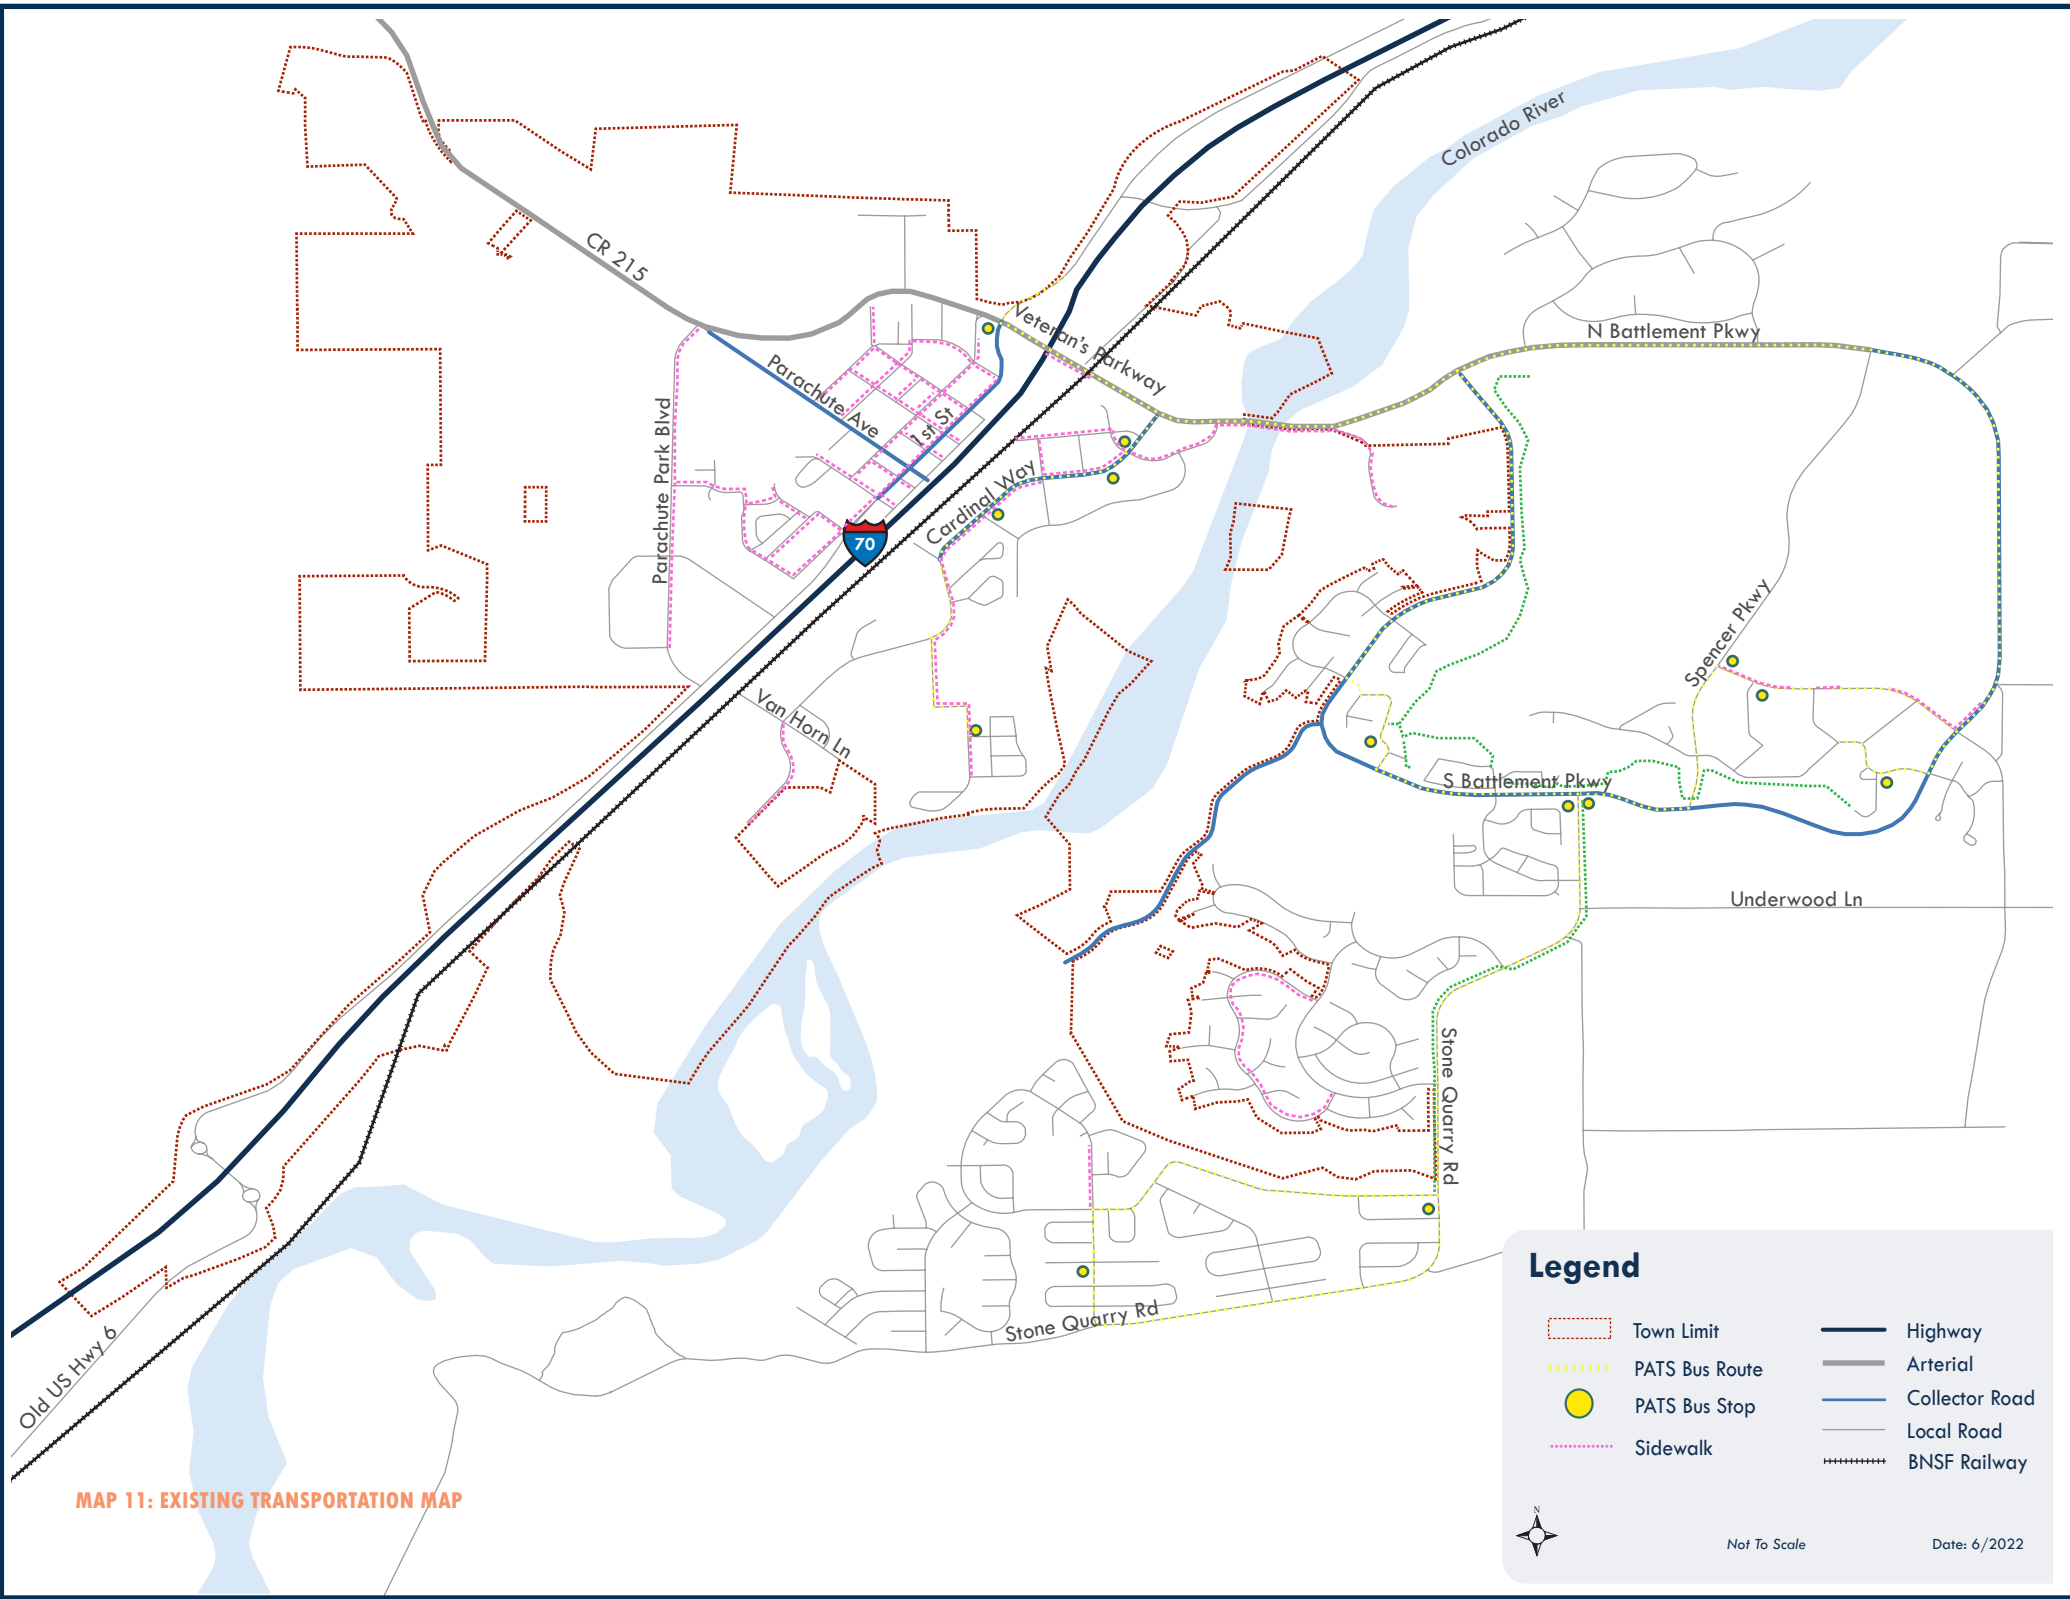 Colorado River
CR 215
Veteran's Parkway
N Battlement Pkwy
Parachute Ave
1st St
Parachute Park Blvd
Cardinal Way
70
Spencer Pkwy
Van Horn Ln
S Battlement Pkwy
Underwood Ln
Stone Quarry Rd
Stone Quarry Rd
Old US Hwy 6
Legend
Town Limit
PATS Bus Route
PATS Bus Stop
Sidewalk
Highway
Arterial
Collector Road
Local Road
BNSF Railway
MAP 11: EXISTING TRANSPORTATION MAP
N
Not To Scale
Date: 6/2022